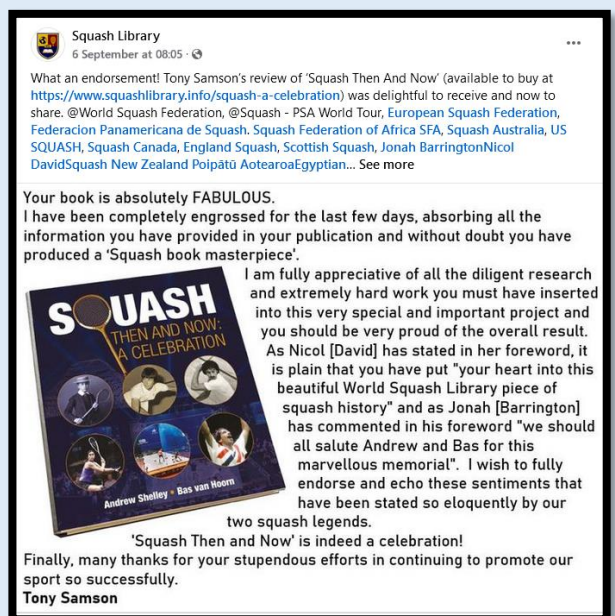 Squash Library
6 September at 08:05 ·
What an endorsement! Tony Samson's review of 'Squash Then And Now' (available to buy at
https://www.squashlibrary.info/squash-a-celebration) was delightful to receive and now to
share. @World Squash Federation, @Squash - PSA World Tour, European Squash Federation,
Federacion Panamericana de Squash. Squash Federation of Africa SFA, Squash Australia, US
SQUASH, Squash Canada, England Squash, Scottish Squash, Jonah BarringtonNicol
DavidSquash New Zealand Poipātū AotearoaEgyptian... See more
Your book is absolutely FABULOUS.
I have been completely engrossed for the last few days, absorbing all the
information you have provided in your publication and without doubt you have
produced a 'Squash book masterpiece'.
I am fully appreciative of all the diligent research
and extremely hard work you must have inserted
into this very special and important project and
you should be very proud of the overall result.
As Nicol [David] has stated in her foreword, it
is plain that you have put "your heart into this
beautiful World Squash Library piece of
squash history" and as Jonah [Barrington]
has commented in his foreword "we should
all salute Andrew and Bas for this
marvellous memorial". I wish to fully
endorse and echo these sentiments that
have been stated so eloquently by our
two squash legends.
'Squash Then and Now' is indeed a celebration!
Finally, many thanks for your stupendous efforts in continuing to promote our
sport so successfully.
Tony Samson
SQUASH
THEN AND NOW:
A CELEBRATION
Andrew Shelley • Bas van Hoorn